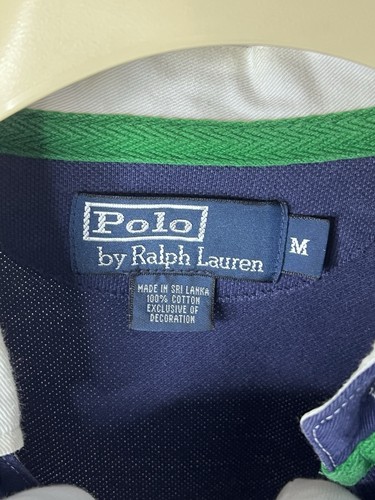 Polo
by Ralph Lauren
M
MADE IN SRI LANKA
100% COTTON
EXCLUSIVE OF
DECORATION